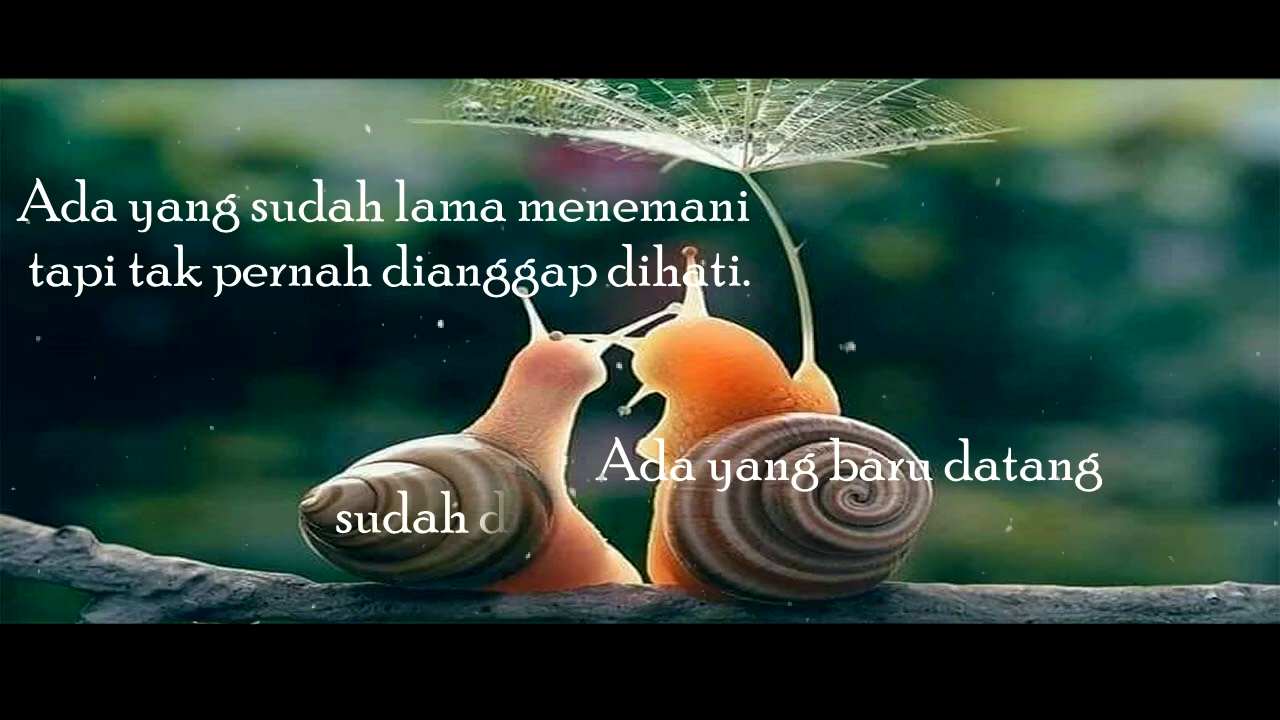 Ada yang sudah lama menemani
tapi tak pernah dianggap dihati.
Ada yang baru datang
sudah d